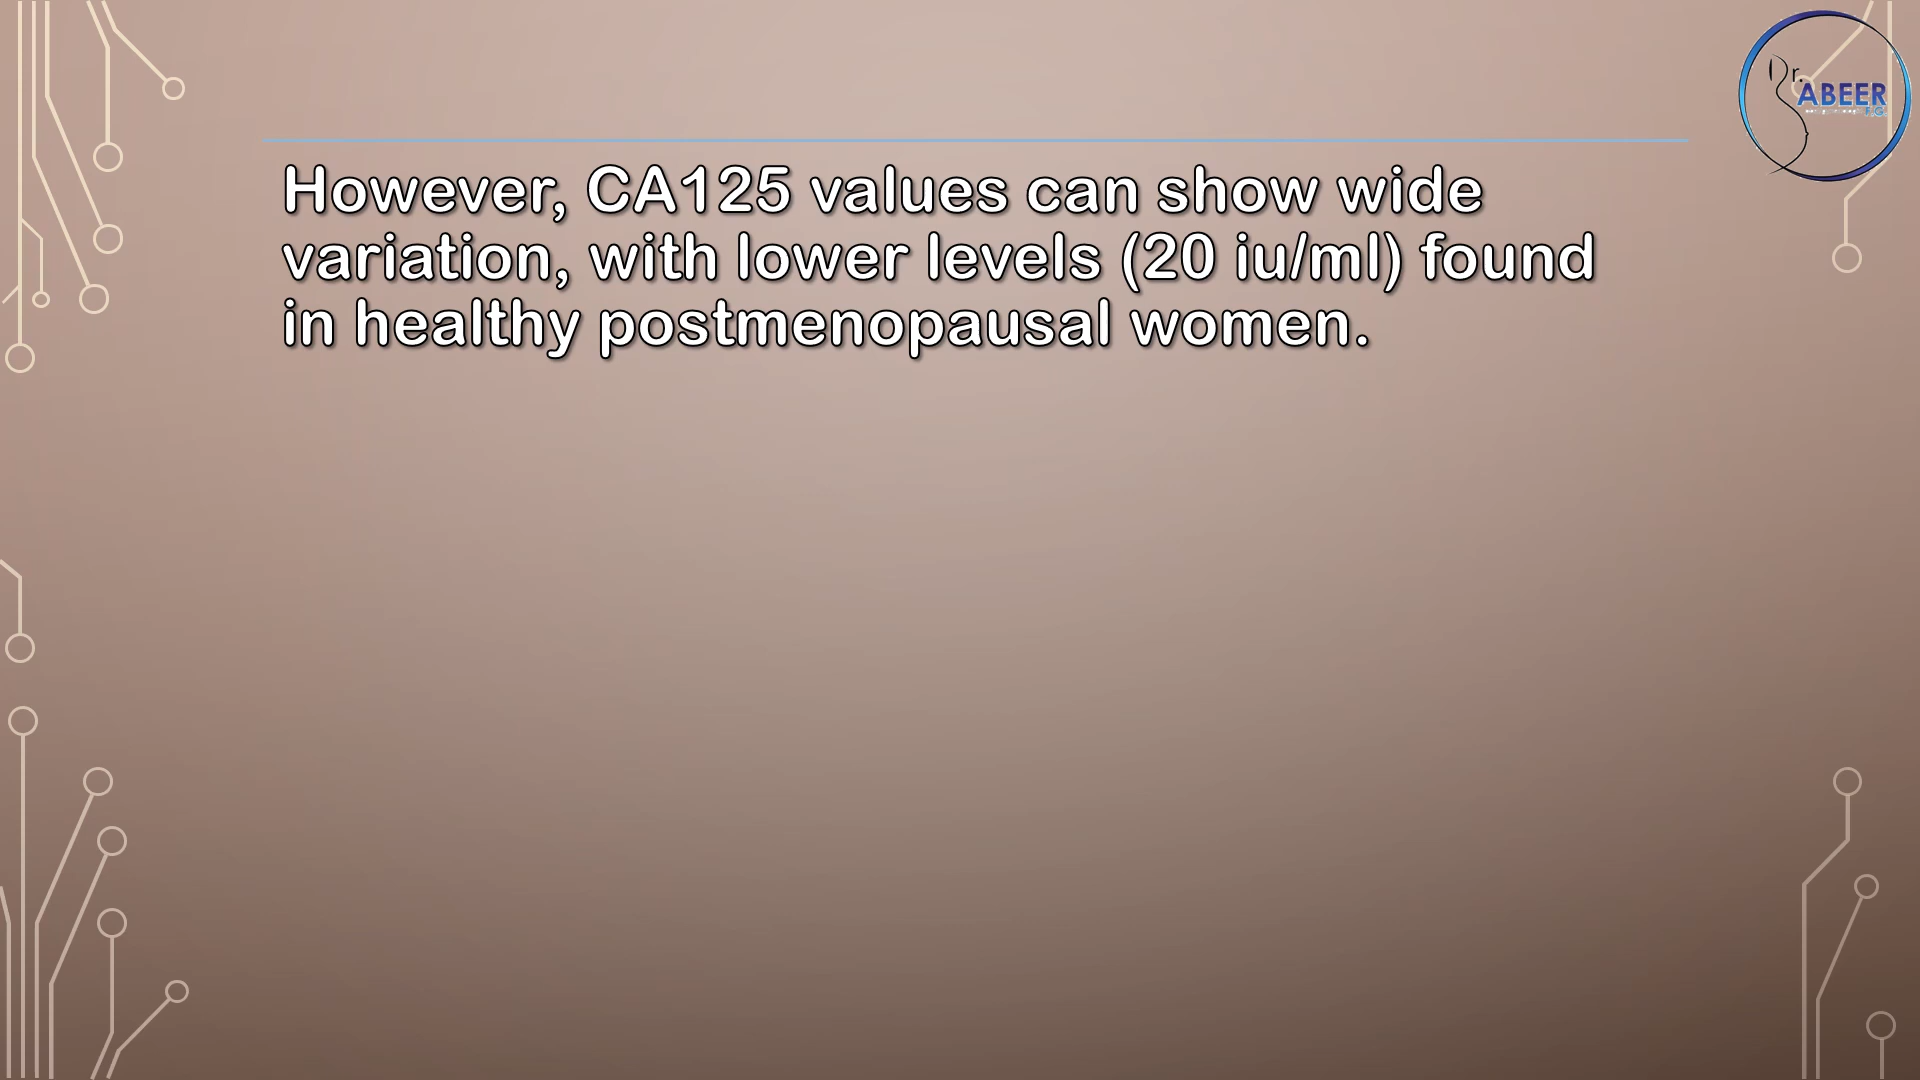 Dr.
ABEER
F.G.
However, CA125 values can show wide
variation, with lower levels (20 iu/ml) found
in healthy postmenopausal women.